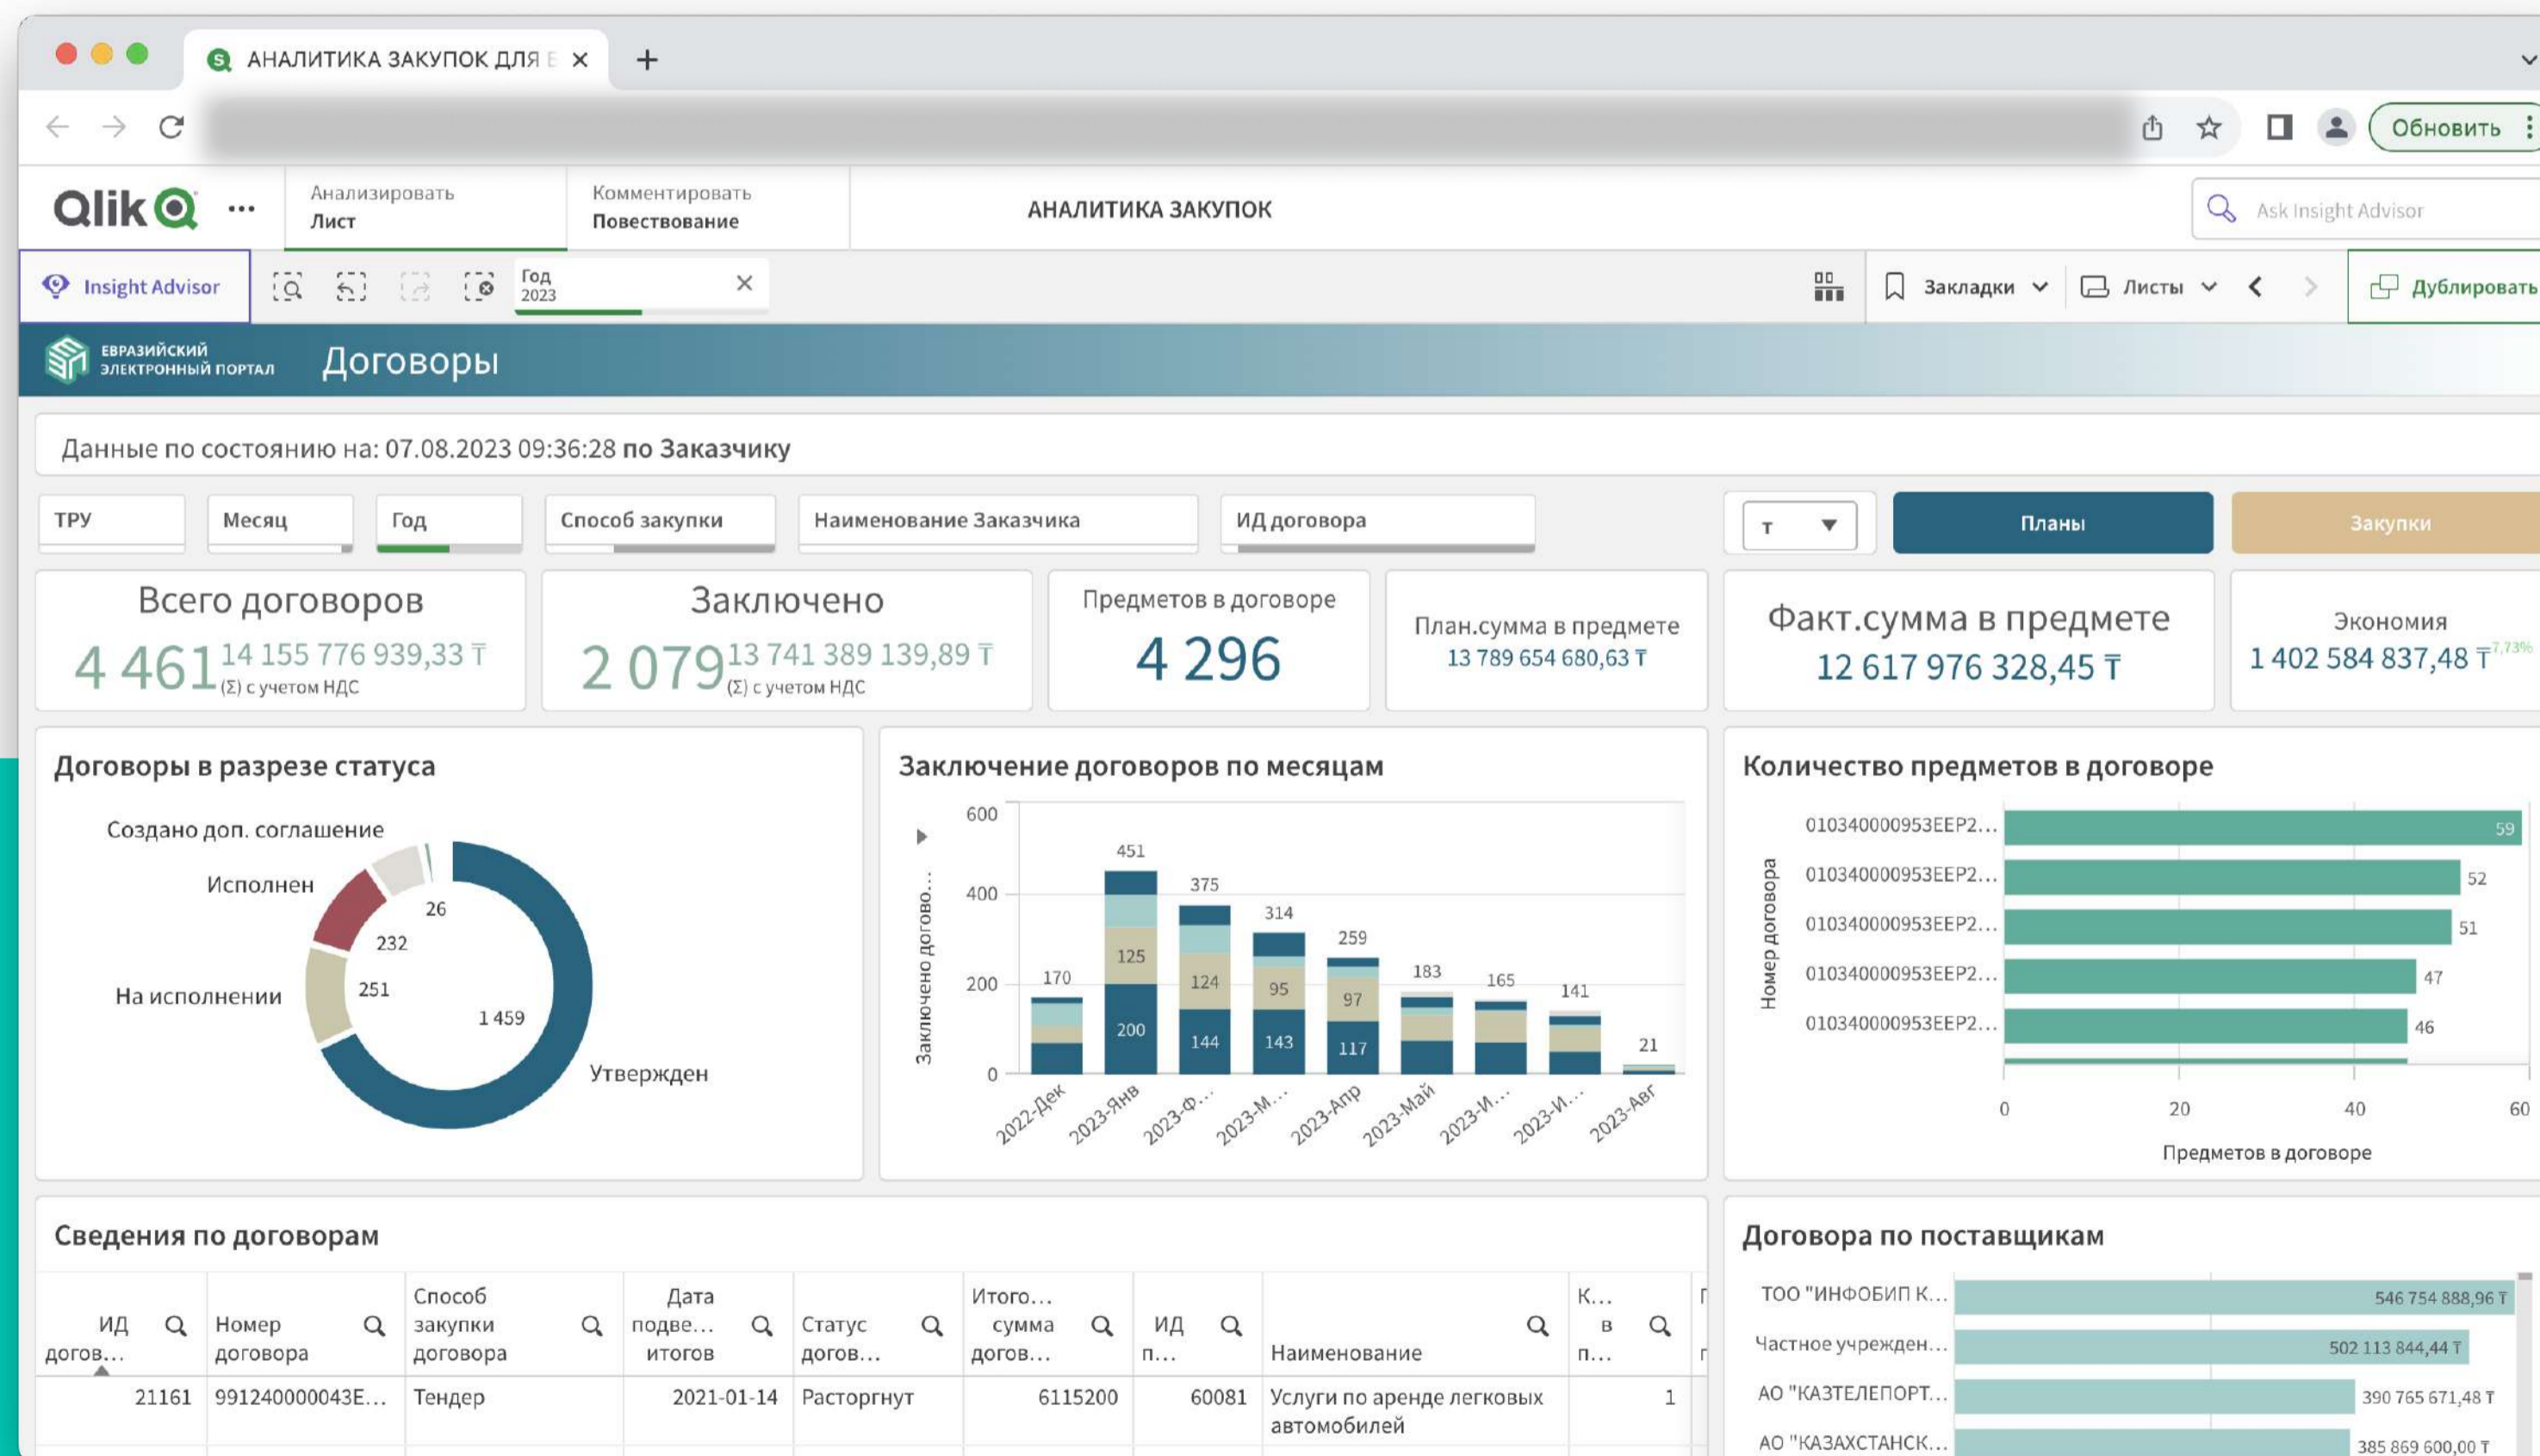 АНАЛИТИКА ЗАКУПОК ДЛЯ Е
Обновить
Qlik
Анализировать
Лист
Комментировать
Повествование
АНАЛИТИКА ЗАКУПОК
Ask Insight Advisor
Insight Advisor
Год
2023
Закладки
Листы
Дублировать
ЕВРАЗИЙСКИЙ
ЭЛЕКТРОННЫЙ ПОРТАЛ
Договоры
Данные по состоянию на: 07.08.2023 09:36:28 по Заказчику
ТРУ
Месяц
Год
Способ закупки
Наименование Заказчика
ИД договора
т
Планы
Закупки
Всего договоров
4 461 14 155 776 939,33 ₸
(Σ) с учетом НДС
Заключено
2 079 13 741 389 139,89 ₸
(Σ) с учетом НДС
Предметов в договоре
4 296
План.сумма в предмете
13 789 654 680,63 ₸
Факт.сумма в предмете
12 617 976 328,45 ₸
Экономия
1 402 584 837,48 ₸ 7,73%
Договоры в разрезе статуса
Создано доп. соглашение
Исполнен
На исполнении
26
232
251
1 459
Утвержден
Заключение договоров по месяцам
Заключено догово...
600
400
200
0
170
451
125
200
375
124
144
314
95
143
259
97
117
183
165
141
21
2022-Дек
2023-Янв
2023-Ф...
2023-М...
2023-Апр
2023-Май
2023-И...
2023-И...
2023-Авг
Количество предметов в договоре
Номер договора
010340000953EEP2... 59
010340000953EEP2... 52
010340000953EEP2... 51
010340000953EEP2... 47
010340000953EEP2... 46
0 20 40 60
Предметов в договоре
Сведения по договорам
ИД догов...
Номер договора
Способ закупки договора
Дата подве... итогов
Статус догов...
Итого... сумма догов...
ИД п...
Наименование
К... в п...
21161 991240000043E... Тендер 2021-01-14 Расторгнут 6115200 60081 Услуги по аренде легковых 1
автомобилей
Договора по поставщикам
ТОО "ИНФОБИП К... 546 754 888,96 ₸
Частное учрежден... 502 113 844,44 ₸
АО "КАЗТЕЛЕПОРТ... 390 765 671,48 ₸
АО "КАЗАХСТАНСК... 385 869 600,00 ₸